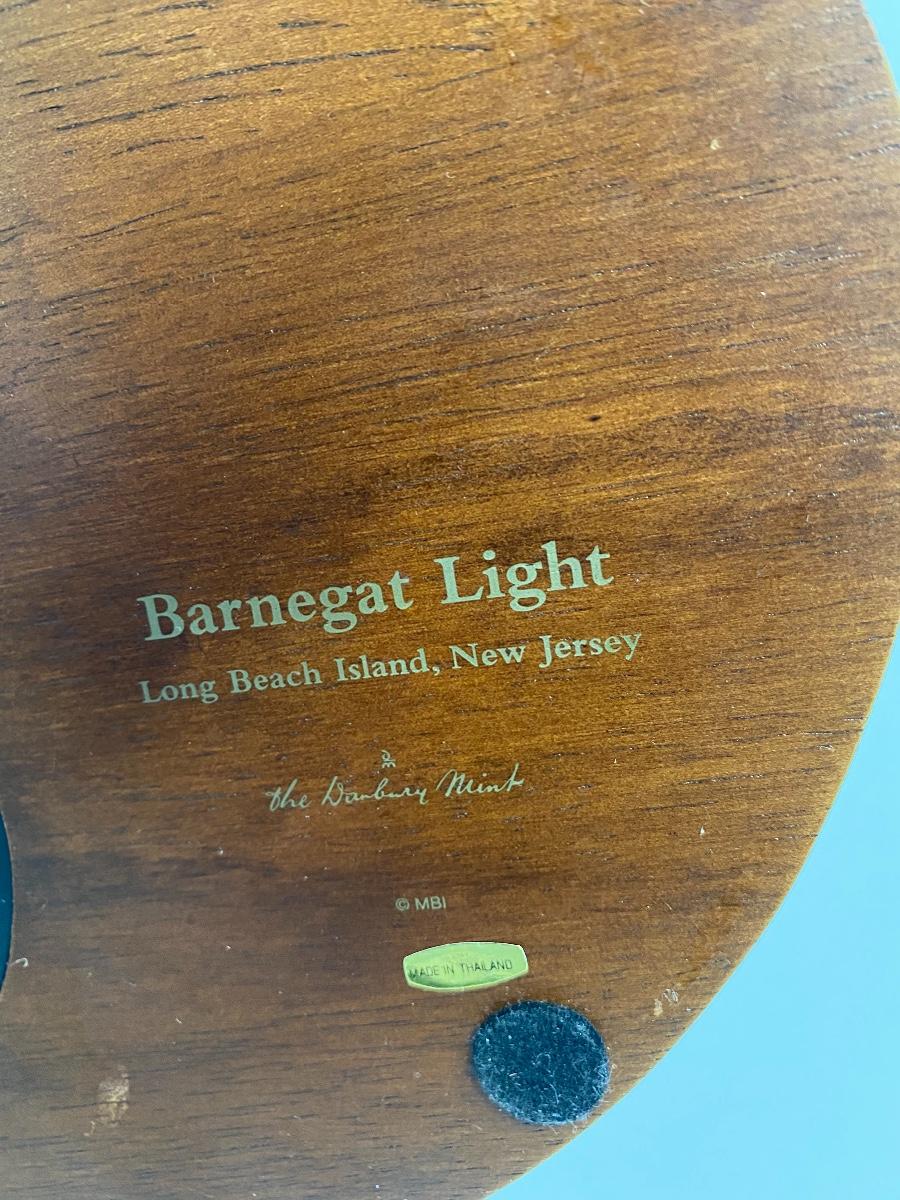 Barnegat Light
Long Beach Island, New Jersey
The Danbury Mint
© MBI
MADE IN THAILAND